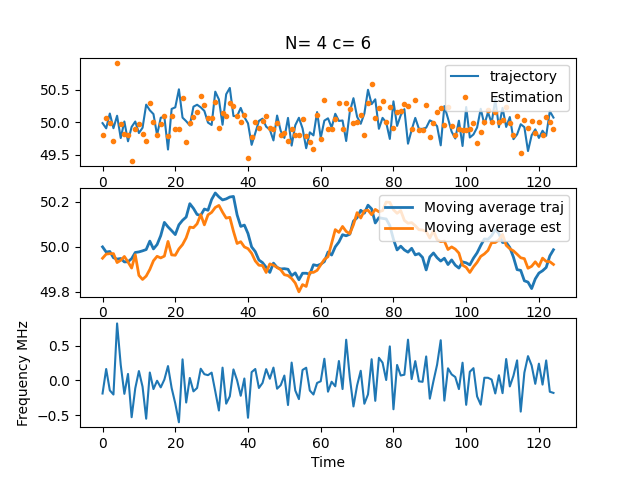 N= 4 c= 6
trajectory
Estimation
50.5
50.0
49.5
0 20 40 60 80 100 120
Moving average traj
Moving average est
50.2
50.0
49.8
0 20 40 60 80 100 120
Frequency MHz
0.5
0.0
−0.5
0 20 40 60 80 100 120
Time